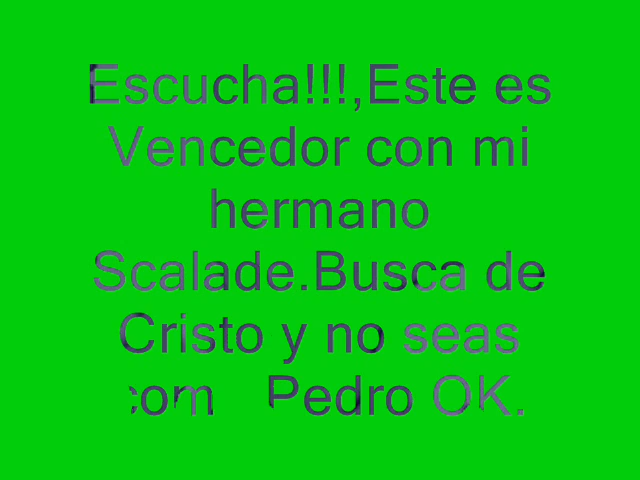 Escucha!!!,Este es
Vencedor con mi
hermano
Scalade.Busca de
Cristo y no seas
com Pedro OK.